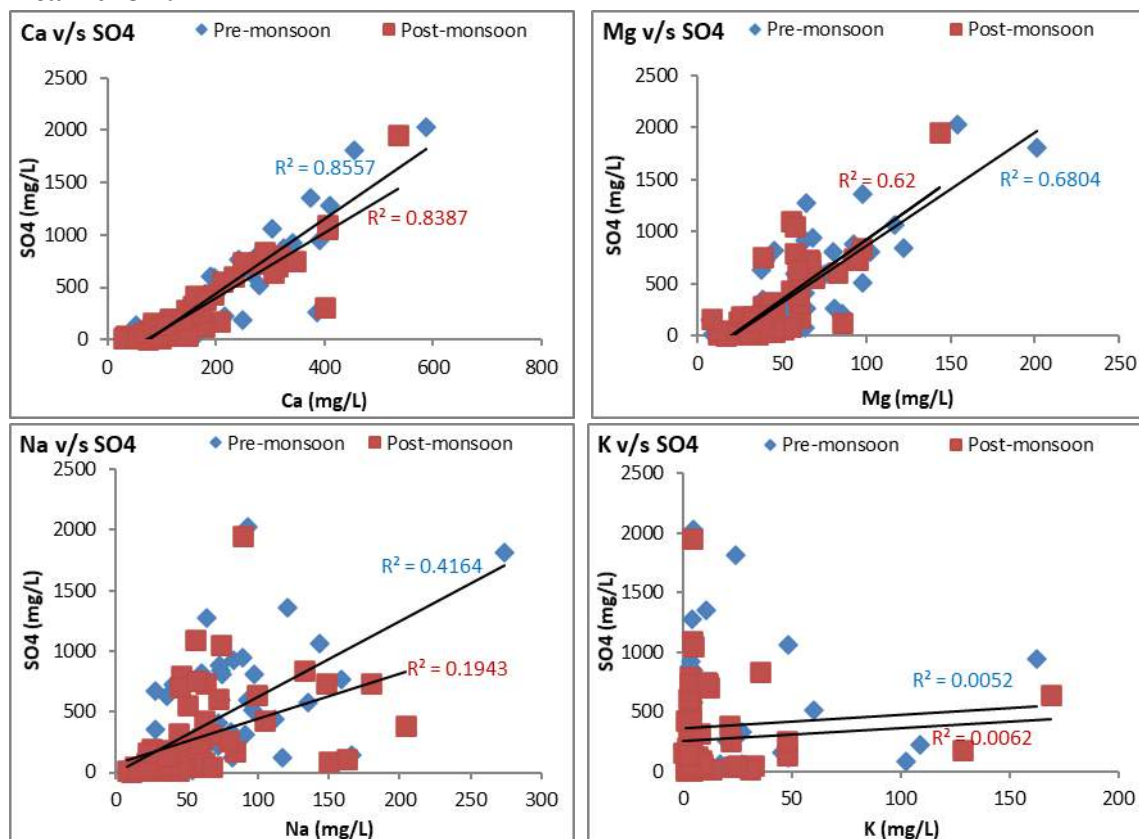 Ca v/s SO4
Pre-monsoon
Post-monsoon
2500
2000
1500
1000
500
0
SO4 (mg/L)
R² = 0.8557
R² = 0.8387
0 200 400 600 800
Ca (mg/L)
Mg v/s SO4
Pre-monsoon
Post-monsoon
2500
2000
1500
1000
500
0
SO4 (mg/L)
R² = 0.62
R² = 0.6804
0 50 100 150 200 250
Mg (mg/L)
Na v/s SO4
Pre-monsoon
Post-monsoon
2500
2000
1500
1000
500
0
SO4 (mg/L)
R² = 0.4164
R² = 0.1943
0 50 100 150 200 250 300
Na (mg/L)
K v/s SO4
Pre-monsoon
Post-monsoon
2500
2000
1500
1000
500
0
SO4 (mg/L)
R² = 0.0052
R² = 0.0062
0 50 100 150 200
K (mg/L)